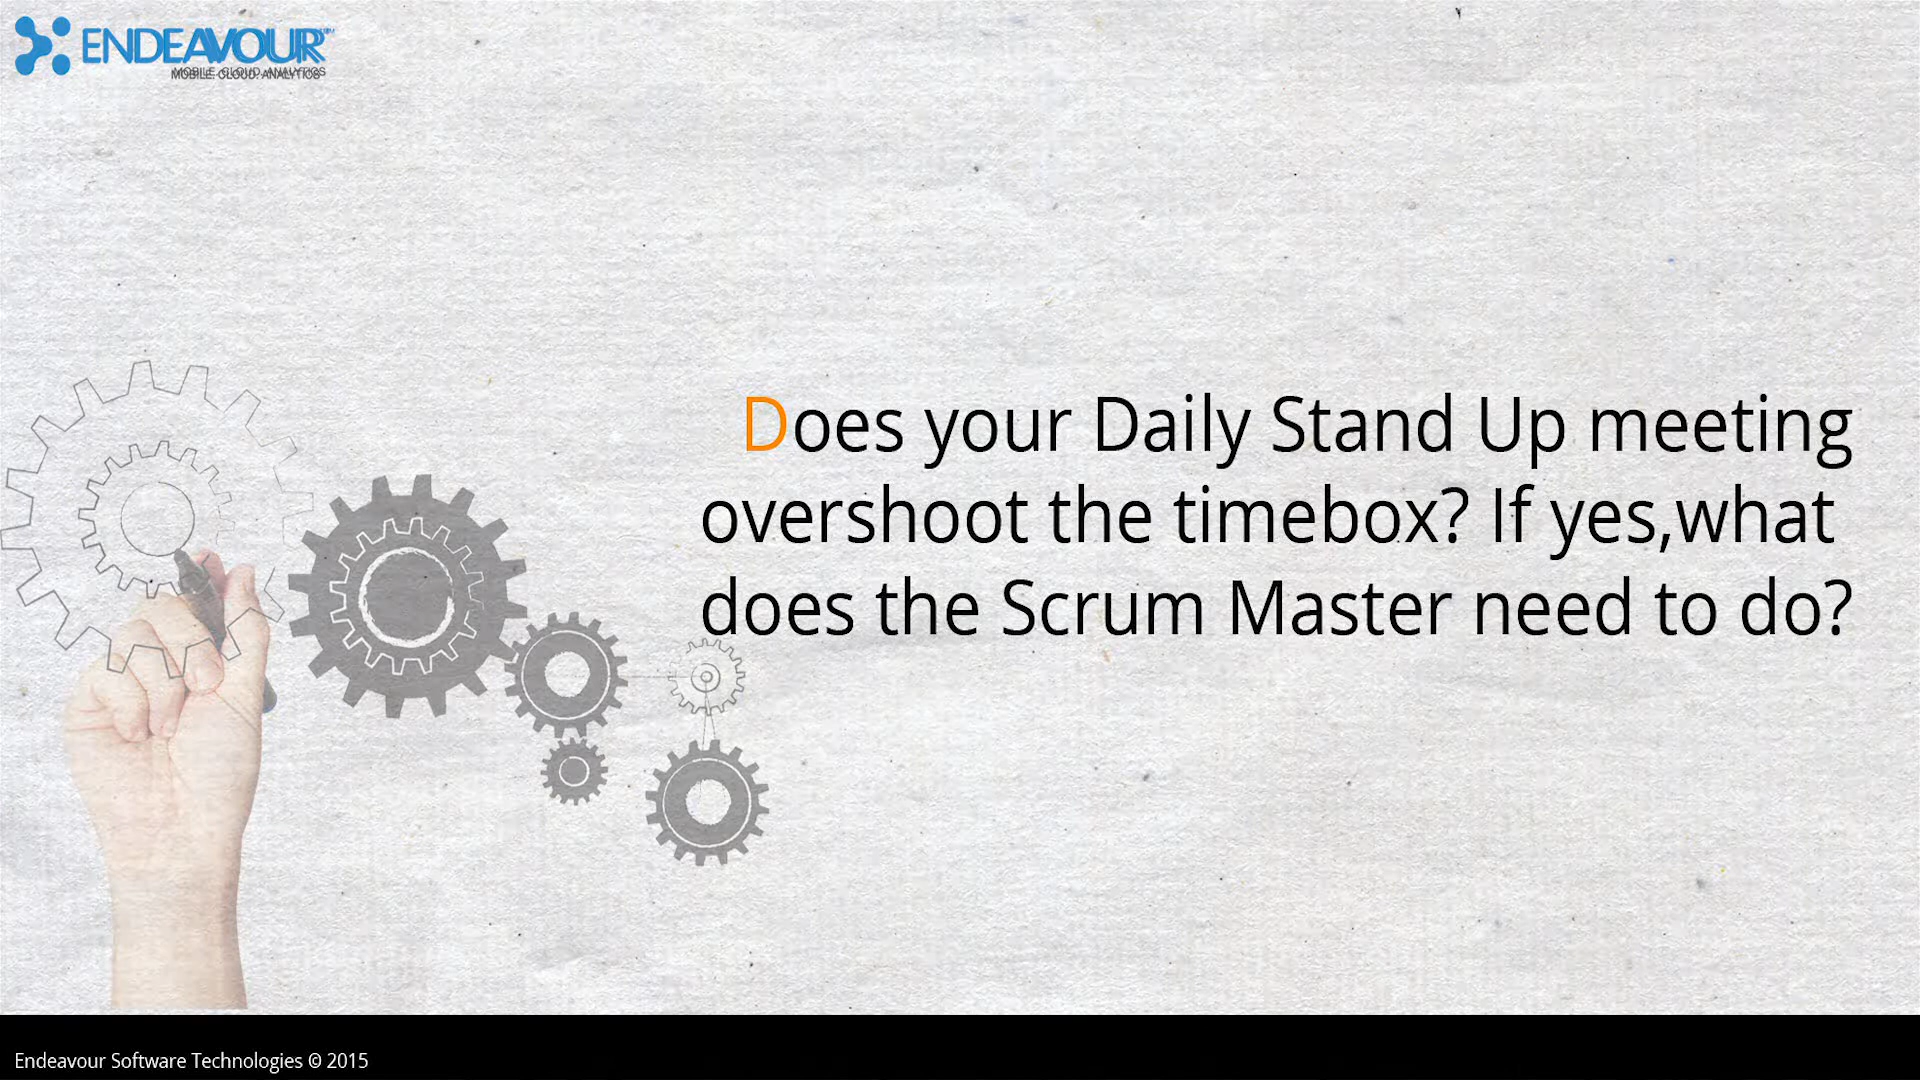 ENDEAVOUR
MOBILE. CLOUD. ANALYTICS
Does your Daily Stand Up meeting
overshoot the timebox? If yes,what
does the Scrum Master need to do?
Endeavour Software Technologies © 2015